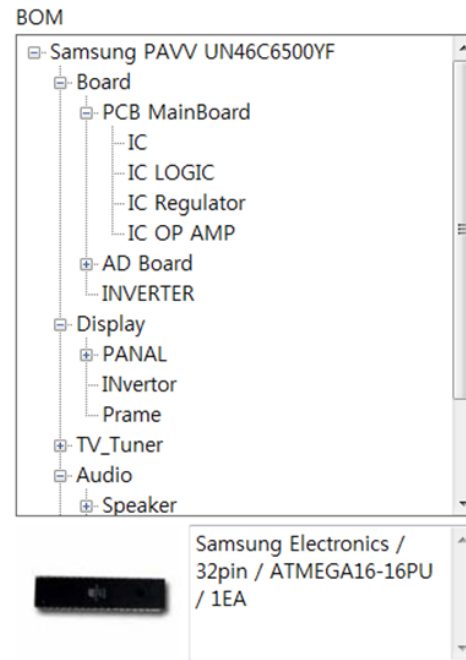 BOM
Samsung PAVV UN46C6500YF
Board
PCB MainBoard
IC
IC LOGIC
IC Regulator
IC OP AMP
AD Board
INVERTER
Display
PANAL
INvertor
Prame
TV_Tuner
Audio
Speaker
Samsung Electronics /
32pin / ATMEGA16-16PU
/ 1EA